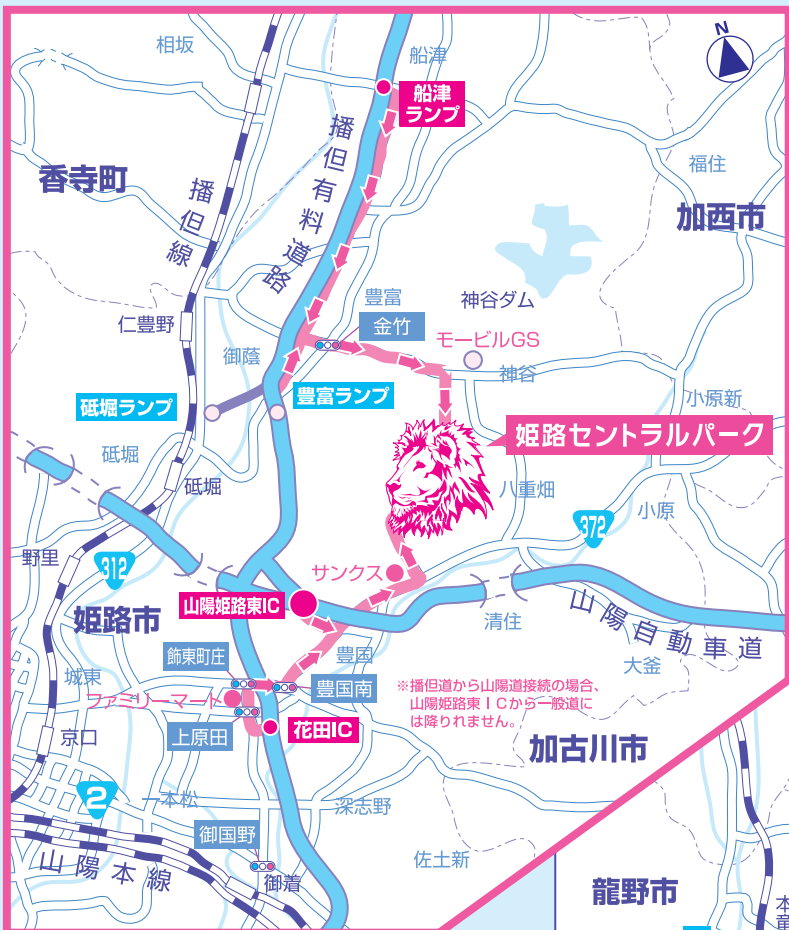 相坂
船津
N
船津
ランプ
播但有料道路
福住
香寺町
播但線
加西市
豊富
神谷ダム
仁豊野
金竹
モービルGS
御蔭
神谷
砥堀ランプ
豊富ランプ
小原新
姫路セントラルパーク
砥堀
砥堀
八重畑
小原
372
野里
312
サンクス
山陽姫路東IC
姫路市
清住
山陽自動車道
飾東町庄
豊国
大釜
城東
豊国南
ファミリーマート
※播但道から山陽道接続の場合、
山陽姫路東ICから一般道に
は降りれません。
京口
上原田
花田IC
加古川市
2
一本松
深志野
御国野
山陽本線
御着
佐土新
龍野市
本竜